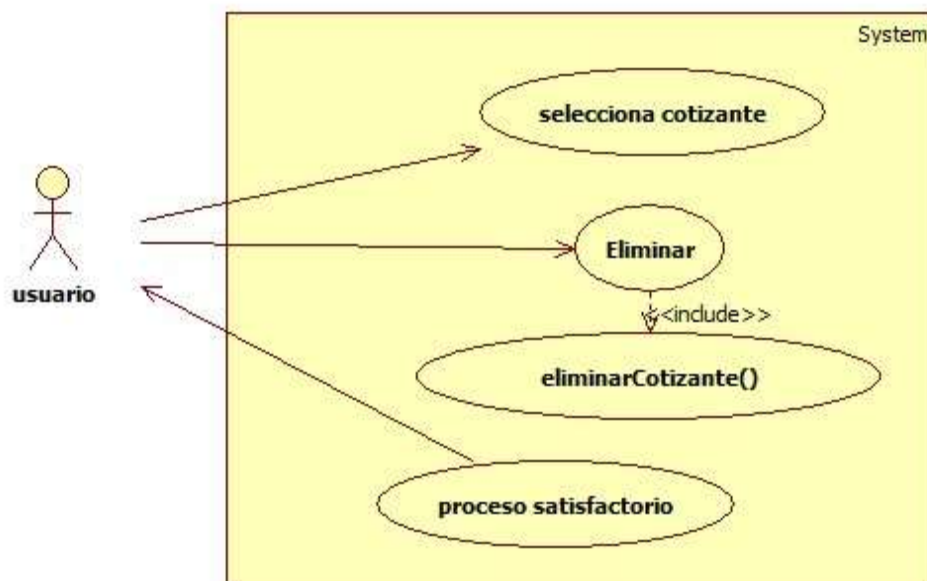 System
selecciona cotizante
Eliminar
usuario
<<include>>
eliminarCotizante()
proceso satisfactorio